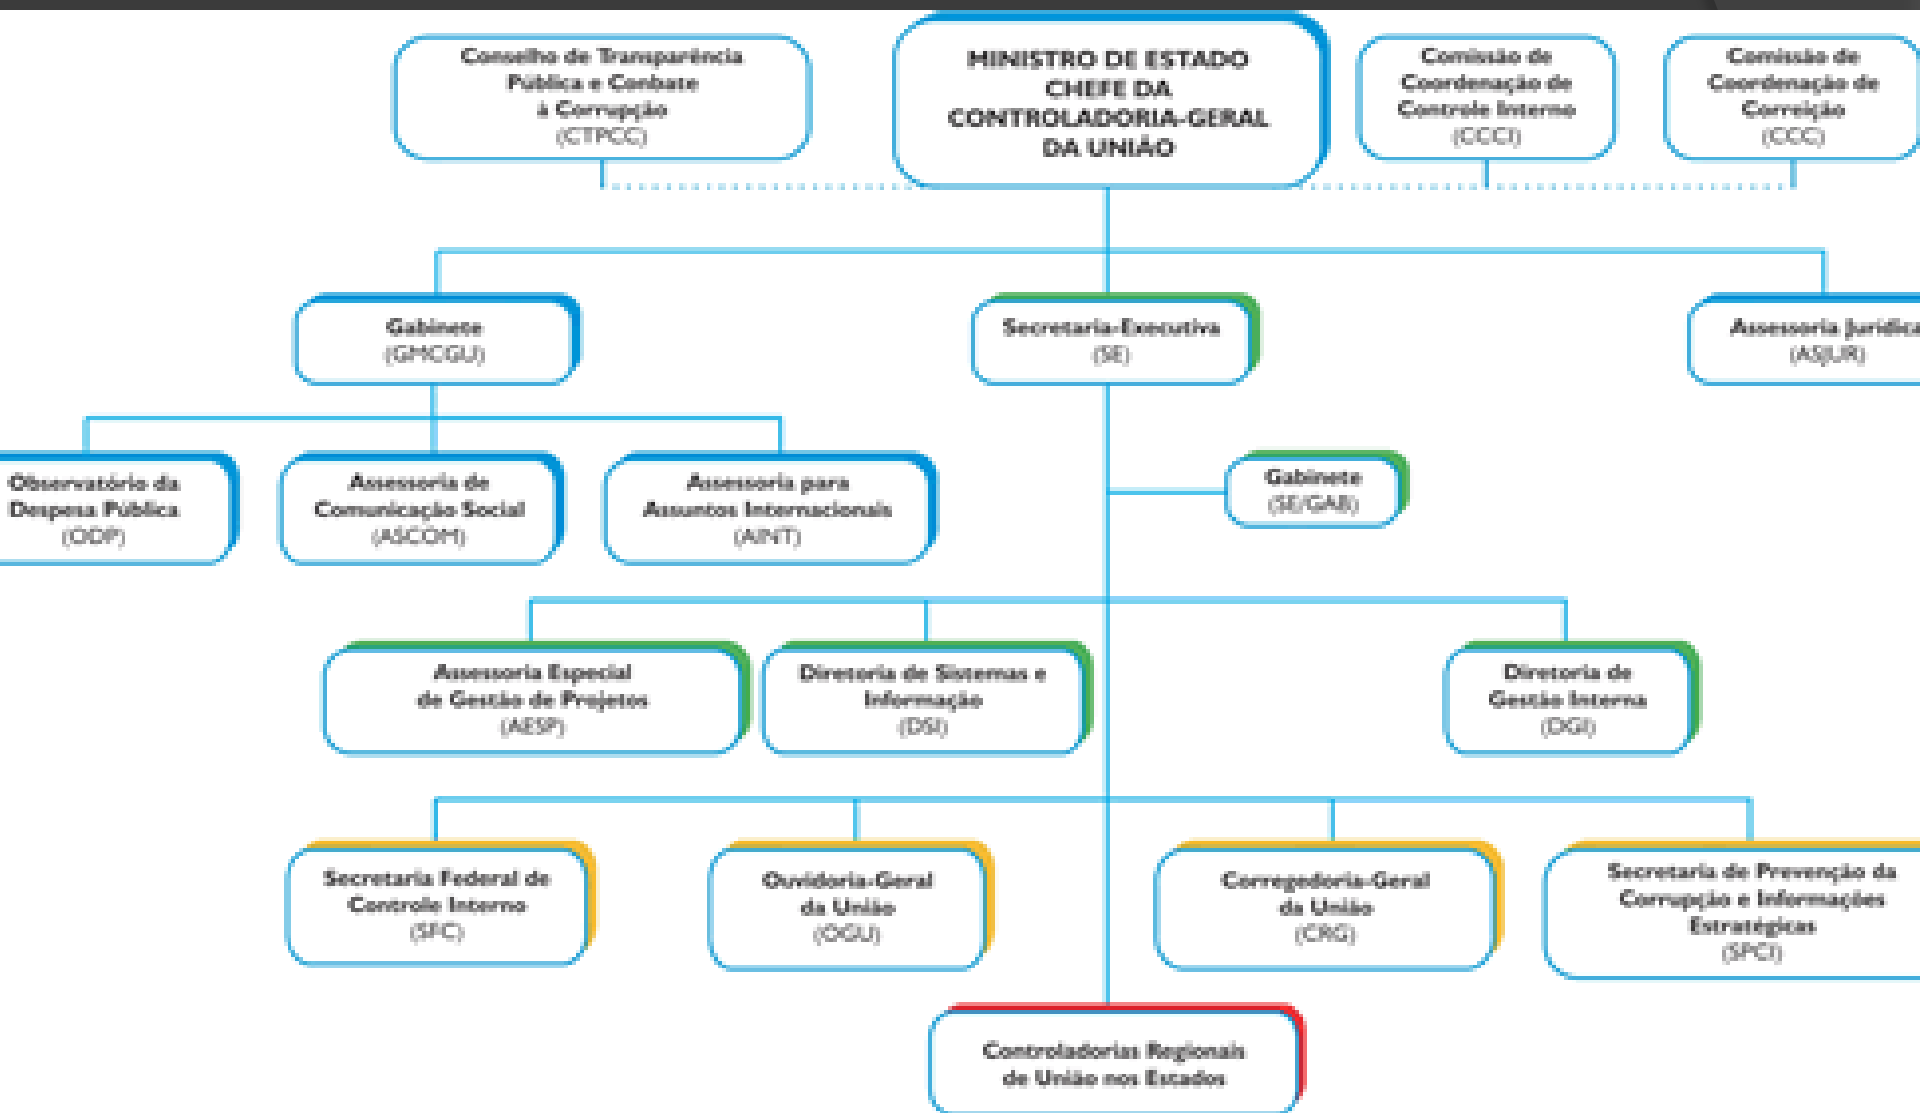 Conselho de Transparência
Pública e Conbate
à Corrupção
(CTPCC)
MINISTRO DE ESTADO
CHEFE DA
CONTROLADORIA-GERAL
DA UNIÃO
Comissão de
Coordenação de
Controle Interno
(CCCI)
Comissão de
Coordenação de
Correição
(CCC)
Gabinete
(GMCGU)
Secretaria-Executiva
(SE)
Assessoria Jurídica
(ASJUR)
Observatório da
Despesa Pública
(ODP)
Assessoria de
Comunicação Social
(ASCOM)
Assessoria para
Assuntos Internacionais
(AINT)
Gabinete
(SE/GAB)
Assessoria Especial
de Gestão de Projetos
(AESP)
Diretoria de Sistemas e
Informação
(DSI)
Diretoria de
Gestão Interna
(DGI)
Secretaria Federal de
Controle Interno
(SFC)
Ouvidoria-Geral
da União
(OGU)
Corregedoria-Geral
da União
(CRG)
Secretaria de Prevenção da
Corrupção e Informações
Estratégicas
(SPCI)
Controladorias Regionais
de União nos Estados